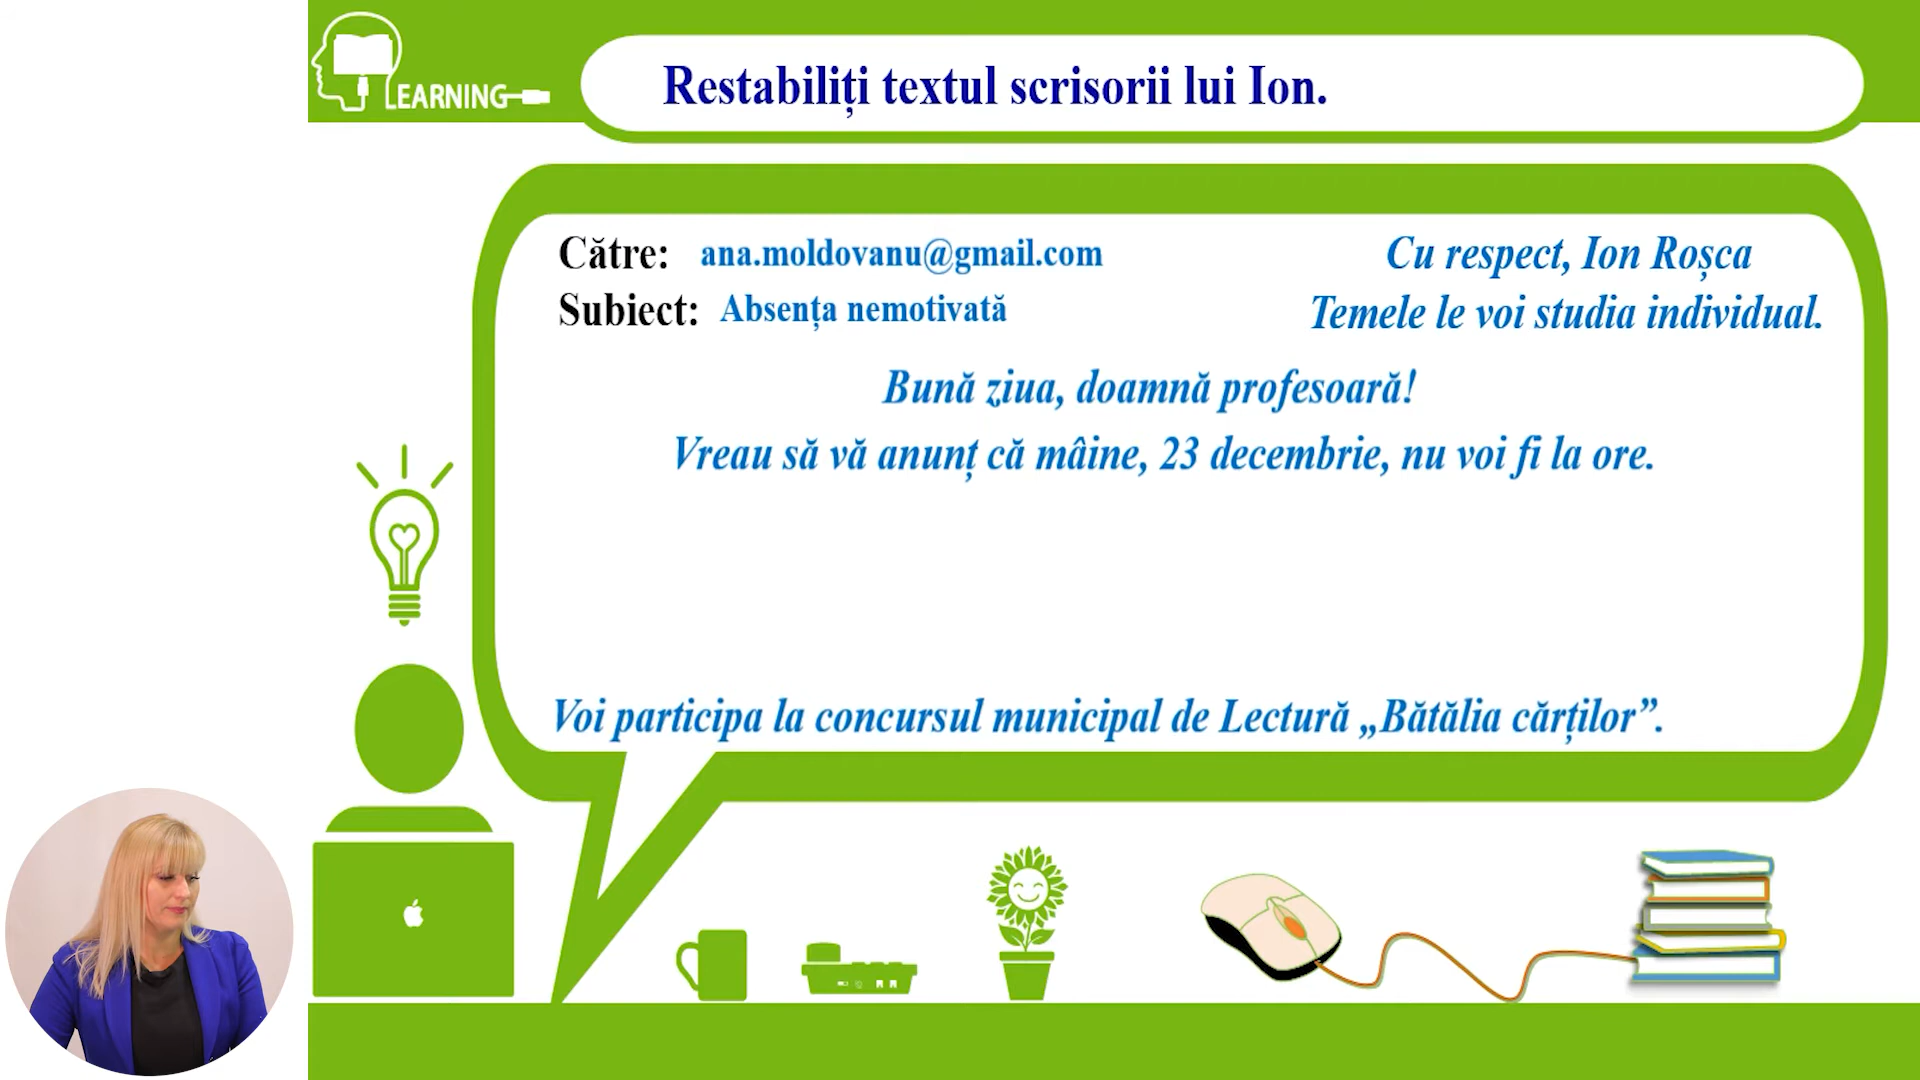 LEARNING
Restabiliți textul scrisorii lui Ion.
Către: ana.moldovanu@gmail.com
Cu respect, Ion Roșca
Subiect: Absența nemotivată
Temele le voi studia individual.
Bună ziua, doamnă profesoară!
Vreau să vă anunț că mâine, 23 decembrie, nu voi fi la ore.
Voi participa la concursul municipal de Lectură „Bătălia cărților”.